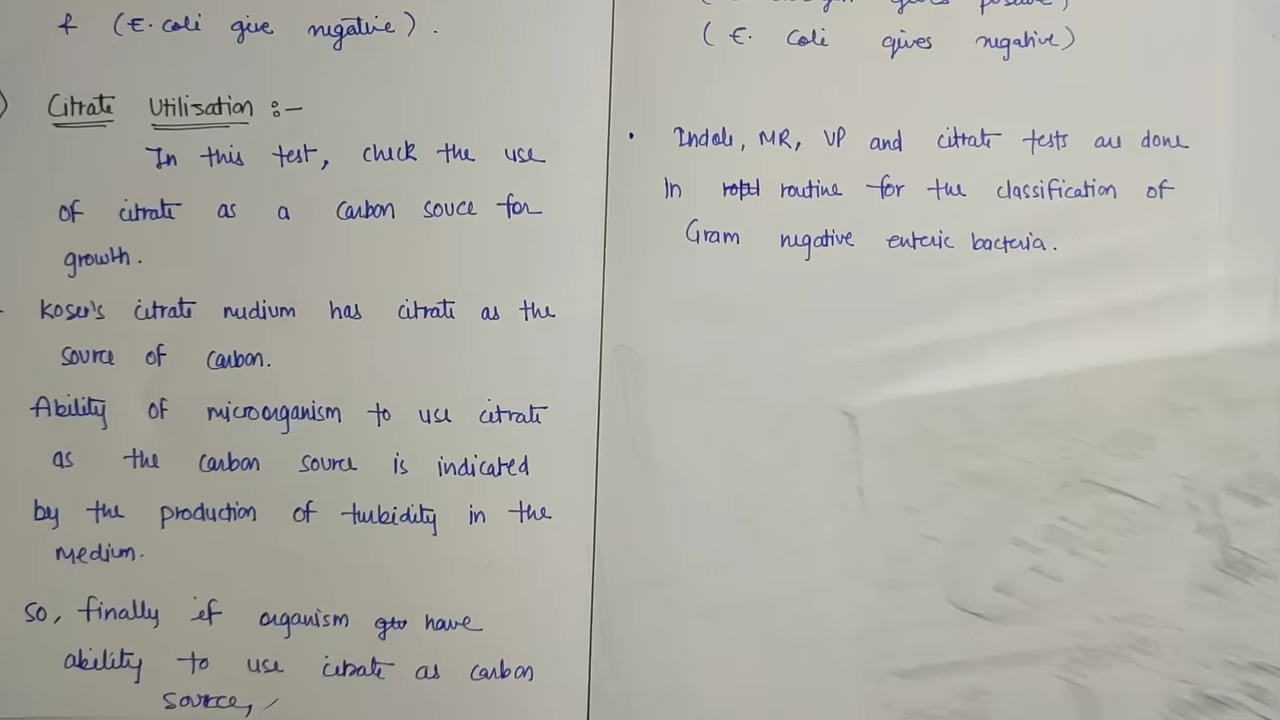 f (E. coli give negative).
Citrate Utilisation :-
In this test, check the use
of citrate as a carbon souce for
growth.
Koser's citrate medium has citrate as the
source of carbon.
Ability of microorganism to use citrate
as the carbon source is indicated
by the production of turbidity in the
medium.
So, finally if organism have
ability to use citrate as carbon
source,
gives positive)
(E. Coli gives negative)
• Indole, MR, VP and citrate tests are done
In routine for the classification of
Gram negative enteric bacteria.